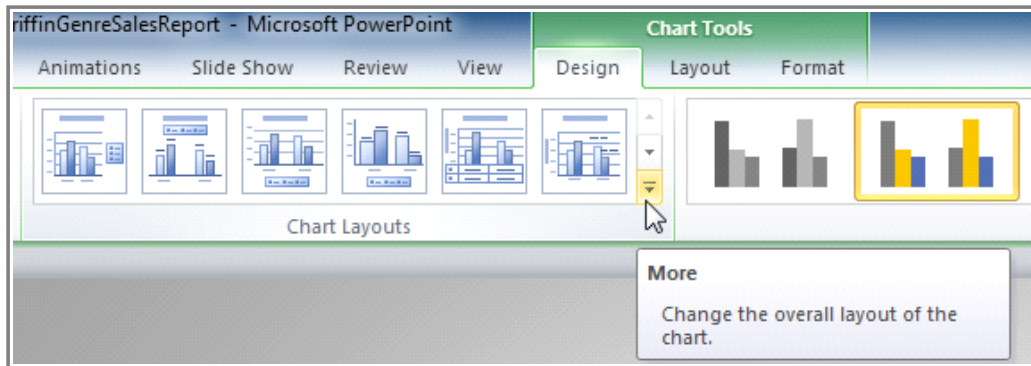 riffinGenreSalesReport - Microsoft PowerPoint
Chart Tools
Animations Slide Show Review View Design Layout Format
Chart Layouts
More
Change the overall layout of the
chart.